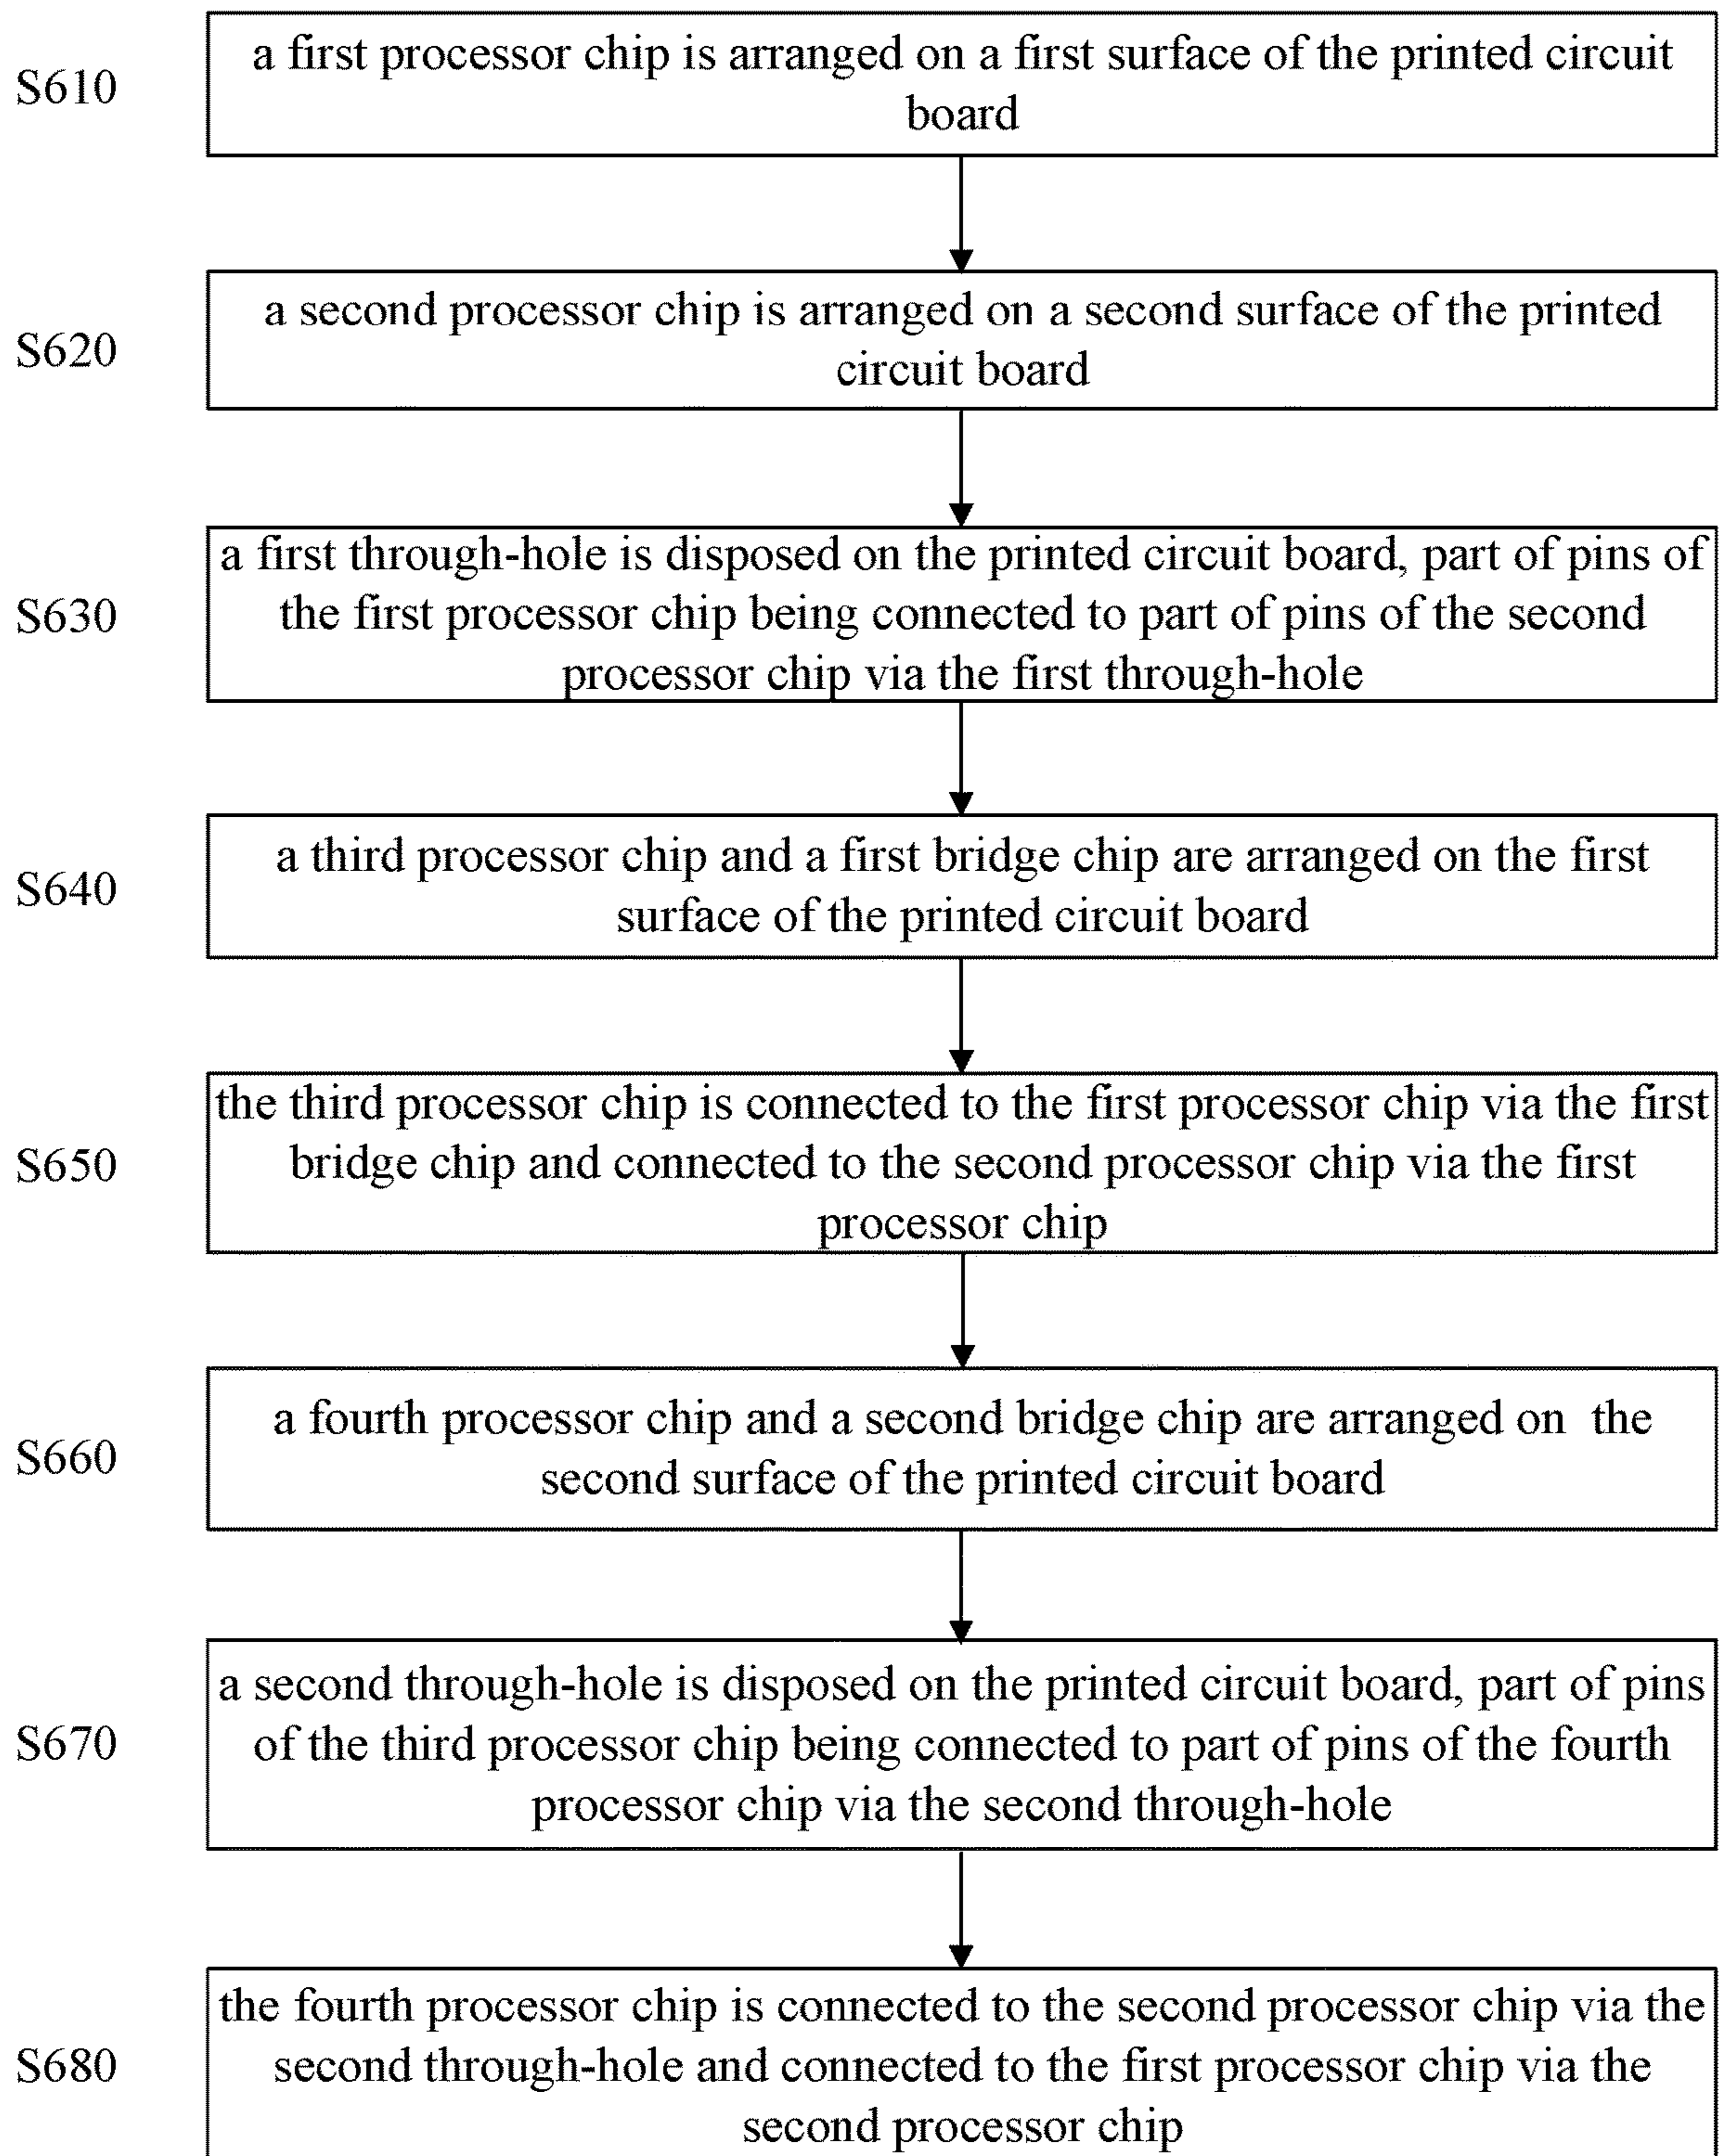 S610
a first processor chip is arranged on a first surface of the printed circuit
board
S620
a second processor chip is arranged on a second surface of the printed
circuit board
S630
a first through-hole is disposed on the printed circuit board, part of pins of
the first processor chip being connected to part of pins of the second
processor chip via the first through-hole
S640
a third processor chip and a first bridge chip are arranged on the first
surface of the printed circuit board
S650
the third processor chip is connected to the first processor chip via the first
bridge chip and connected to the second processor chip via the first
processor chip
S660
a fourth processor chip and a second bridge chip are arranged on the
second surface of the printed circuit board
S670
a second through-hole is disposed on the printed circuit board, part of pins
of the third processor chip being connected to part of pins of the fourth
processor chip via the second through-hole
S680
the fourth processor chip is connected to the second processor chip via the
second through-hole and connected to the first processor chip via the
second processor chip